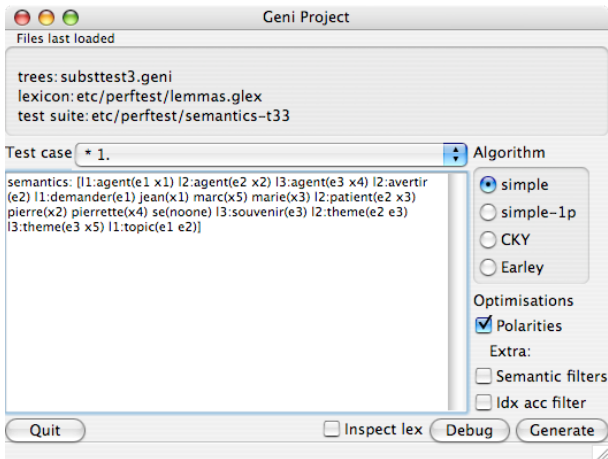 Geni Project
Files last loaded
trees: substtest3.geni
lexicon: etc/perftest/lemmas.glex
test suite: etc/perftest/semantics-t33
Test case * 1.
Algorithm
semantics: [l1:agent(e1 x1) l2:agent(e2 x2) l3:agent(e3 x4) l2:avertir
(e2) l1:demander(e1) jean(x1) marc(x5) marie(x3) l2:patient(e2 x3)
pierre(x2) pierrette(x4) se(noone) l3:souvenir(e3) l2:theme(e2 e3)
l3:theme(e3 x5) l1:topic(e1 e2)]
simple
simple-1p
CKY
Earley
Optimisations
Polarities
Extra:
Semantic filters
Idx acc filter
Quit
Inspect lex
Debug
Generate